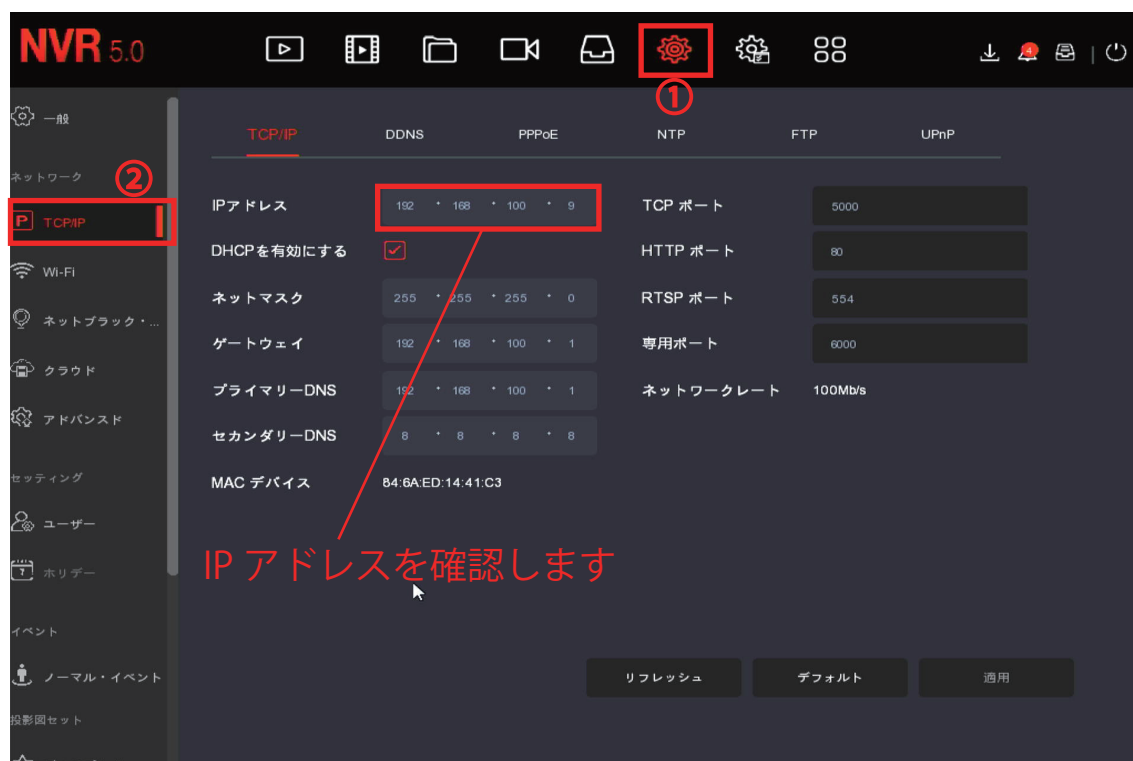 NVR 5.0
4
①
一般
TCP/IP DDNS PPPoE NTP FTP UPnP
ネットワーク
②
P TCP/IP
Wi-Fi
ネットブラック・...
クラウド
アドバンスド
セッティング
ユーザー
7 ホリデー
イベント
ノーマル・イベント
投影図セット
IPアドレス 192 ・ 168 ・ 100 ・ 9
DHCPを有効にする
ネットマスク 255 ・ 255 ・ 255 ・ 0
ゲートウェイ 192 ・ 168 ・ 100 ・ 1
プライマリーDNS 192 ・ 168 ・ 100 ・ 1
セカンダリーDNS 8 ・ 8 ・ 8 ・ 8
MAC デバイス 84:6A:ED:14:41:C3
TCP ポート 5000
HTTP ポート 80
RTSP ポート 554
専用ポート 6000
ネットワークレート 100Mb/s
IP アドレスを確認します
リフレッシュ デフォルト 適用